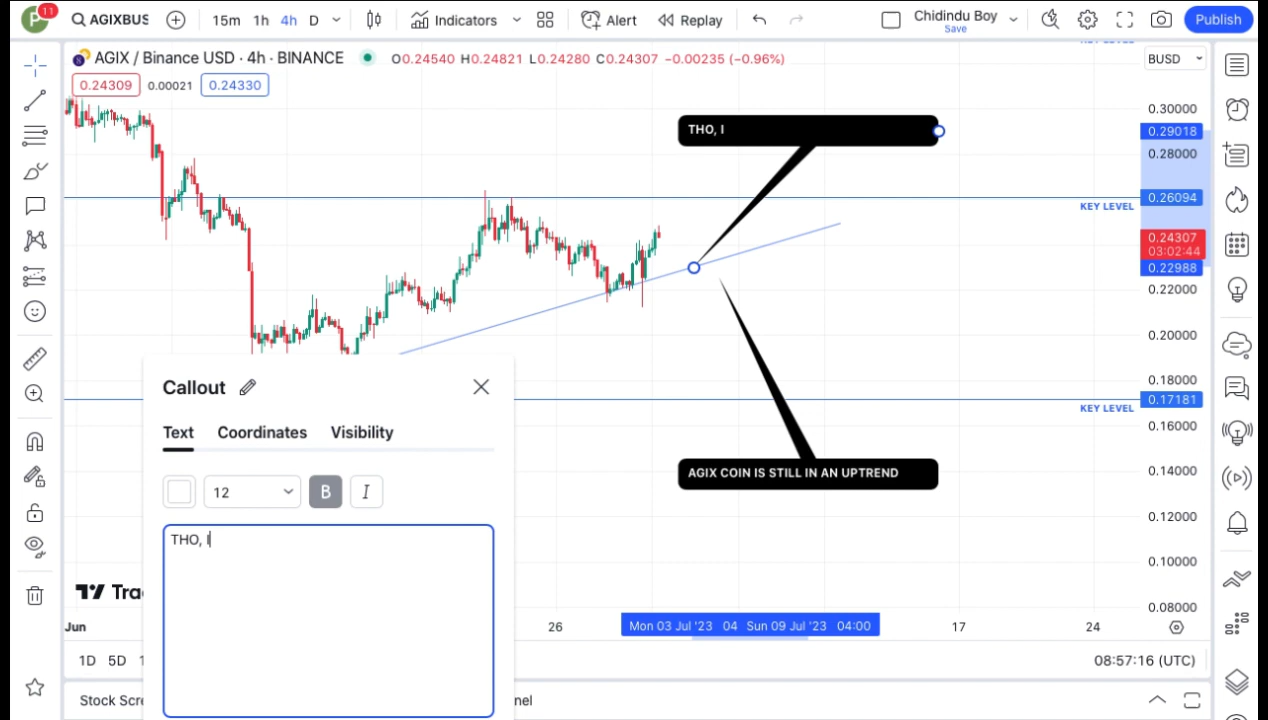 P 11 AGIXBUS 15m 1h 4h D Indicators Alert Replay Chidindu Boy Save Publish
AGIX / Binance USD · 4h · BINANCE O0.24540 H0.24821 L0.24280 C0.24307 −0.00235 (−0.96%) BUSD
0.24309 0.00021 0.24330
0.30000
THO, I 0.29018
0.28000
0.26094
KEY LEVEL
0.24307
03:02:44
0.22988
0.22000
0.20000
0.18000
Callout
KEY LEVEL 0.17181
Text Coordinates Visibility
0.16000
AGIX COIN IS STILL IN AN UPTREND 0.14000
12 B I
0.12000
THO, I
0.10000
Tra
0.08000
Jun 26 Mon 03 Jul '23 04 Sun 09 Jul '23 04:00 17 24
1D 5D 08:57:16 (UTC)
Stock Scre nel